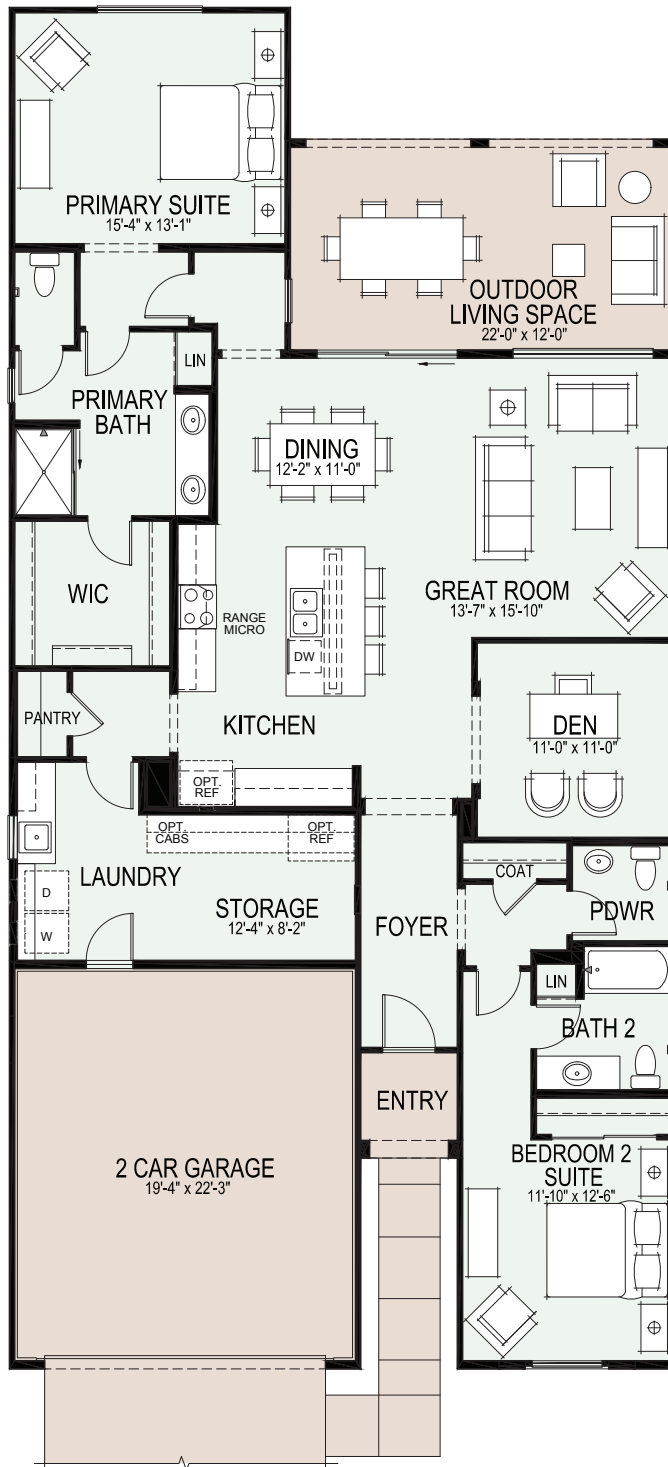 PRIMARY SUITE
15'-4" x 13'-1"
OUTDOOR
LIVING SPACE
22'-0" x 12'-0"
LIN
PRIMARY
BATH
DINING
12'-2" x 11'-0"
WIC
RANGE
MICRO
GREAT ROOM
13'-7" x 15'-10"
DW
PANTRY
KITCHEN
DEN
11'-0" x 11'-0"
OPT.
REF
OPT.
CABS
OPT.
REF
LAUNDRY
D
W
STORAGE
12'-4" x 8'-2"
FOYER
COAT
PDWR
LIN
BATH 2
ENTRY
2 CAR GARAGE
19'-4" x 22'-3"
BEDROOM 2
SUITE
11'-10" x 12'-6"